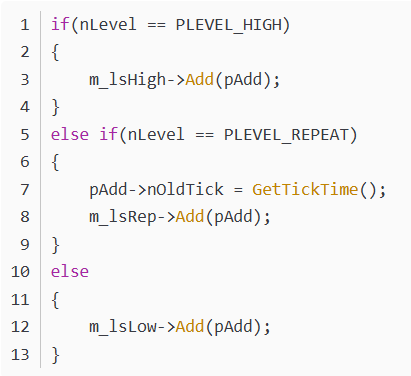 1 if(nLevel == PLEVEL_HIGH)
2 {
3     m_lsHigh->Add(pAdd);
4 }
5 else if(nLevel == PLEVEL_REPEAT)
6 {
7     pAdd->nOldTick = GetTickTime();
8     m_lsRep->Add(pAdd);
9 }
10 else
11 {
12     m_lsLow->Add(pAdd);
13 }